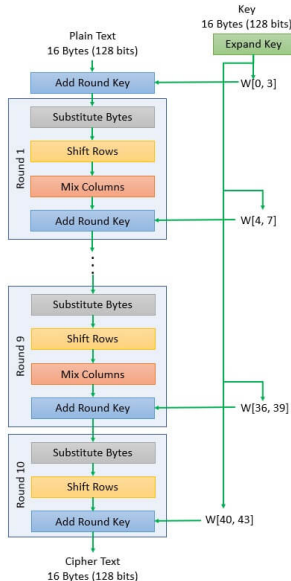 Key
16 Bytes (128 bits)
Plain Text
16 Bytes (128 bits)
Expand Key
Add Round Key
W[0, 3]
Round 1
Substitute Bytes
Shift Rows
Mix Columns
Add Round Key
W[4, 7]
Round 9
Substitute Bytes
Shift Rows
Mix Columns
Add Round Key
W[36, 39]
Round 10
Substitute Bytes
Shift Rows
Add Round Key
W[40, 43]
Cipher Text
16 Bytes (128 bits)